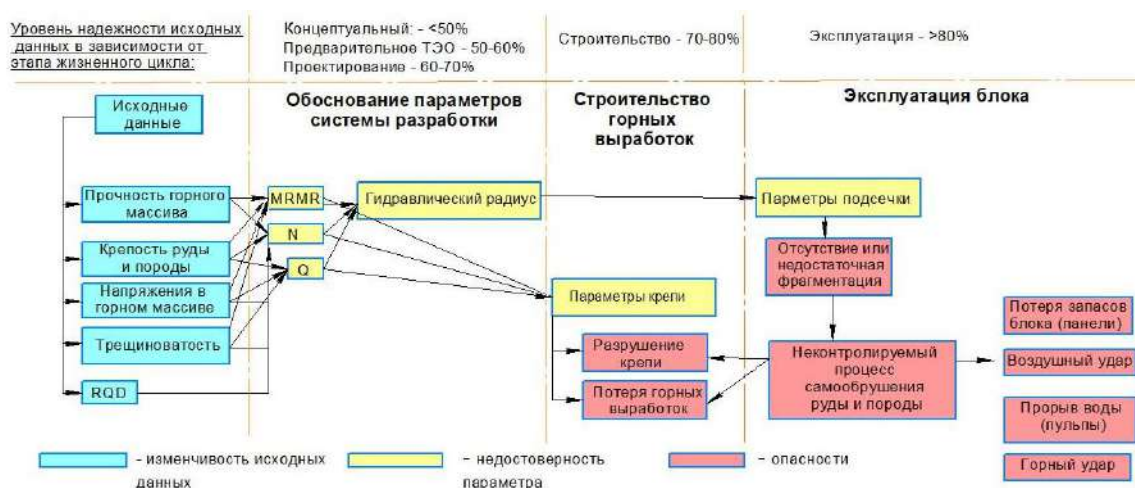 Уровень надежности исходных
данных в зависимости от
этапа жизненного цикла:
Концептуальный: - <50%
Предварительное ТЭО - 50-60%
Проектирование - 60-70%
Строительство - 70-80%
Эксплуатация - >80%
Исходные
данные
Обоснование параметров
системы разработки
Строительство
горных
выработок
Эксплуатация блока
Прочность горного
массива
Крепость руды
и породы
Напряжения в
горном массиве
Трещиноватость
RQD
MRMR
N
Q
Гидравлический радиус
Параметры крепи
Разрушение
крепи
Потеря горных
выработок
Парметры подсечки
Отсутствие или
недостаточная
фрагментация
Неконтролируемый
процесс
самообрушения
руды и породы
Потеря запасов
блока (панели)
Воздушный удар
Прорыв воды
(пульпы)
Горный удар
- изменчивость исходных
данных
- недостоверность
параметра
- опасности